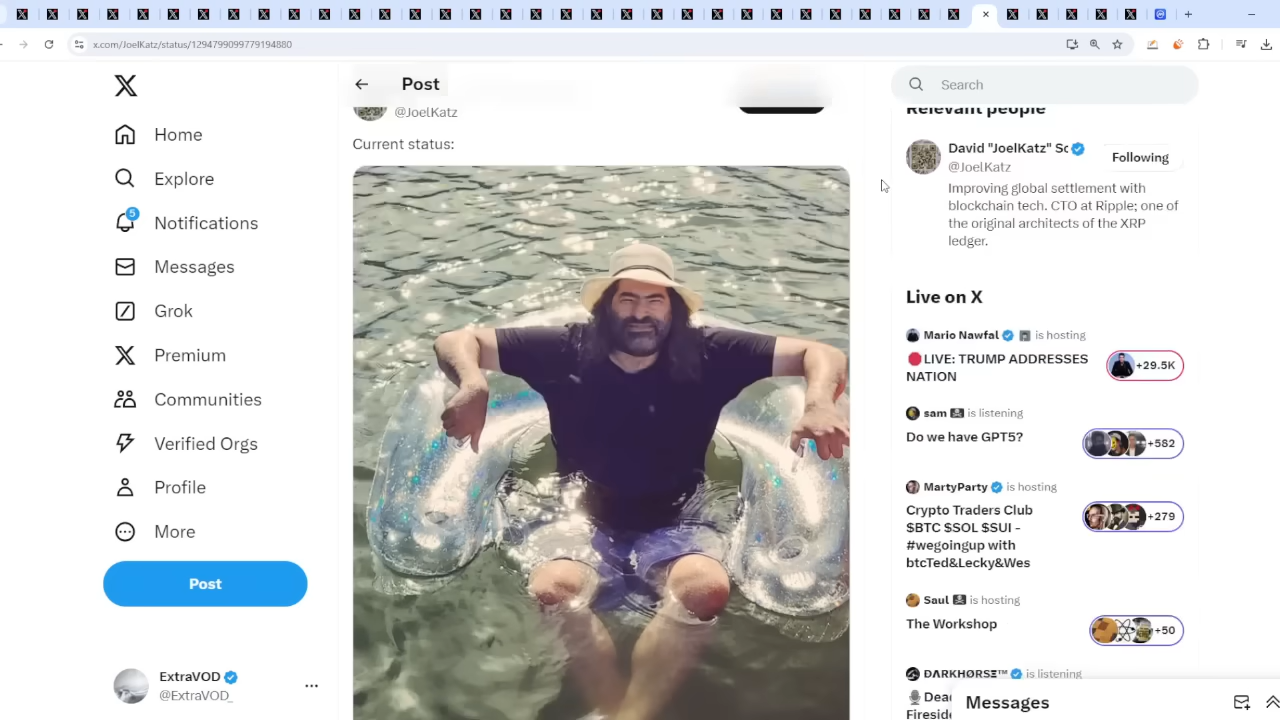 x.com/JoelKatz/status/1294799099779194880
Post
Search
Home
Explore
5
Notifications
Messages
Grok
Premium
Communities
Verified Orgs
Profile
More
Post
ExtraVOD
@ExtraVOD_
@JoelKatz
Current status:
Relevant people
David "JoelKatz" Sc
@JoelKatz
Following
Improving global settlement with
blockchain tech. CTO at Ripple; one of
the original architects of the XRP
ledger.
Live on X
Mario Nawfal is hosting
LIVE: TRUMP ADDRESSES
NATION
+29.5K
sam is listening
Do we have GPT5?
+582
MartyParty is hosting
Crypto Traders Club
$BTC $SOL $SUI -
#wegoingup with
btcTed&Lecky&Wes
+279
Saul is hosting
The Workshop
+50
DΛRKHØRSΞ™ is listening
Dead
Fireside
Messages